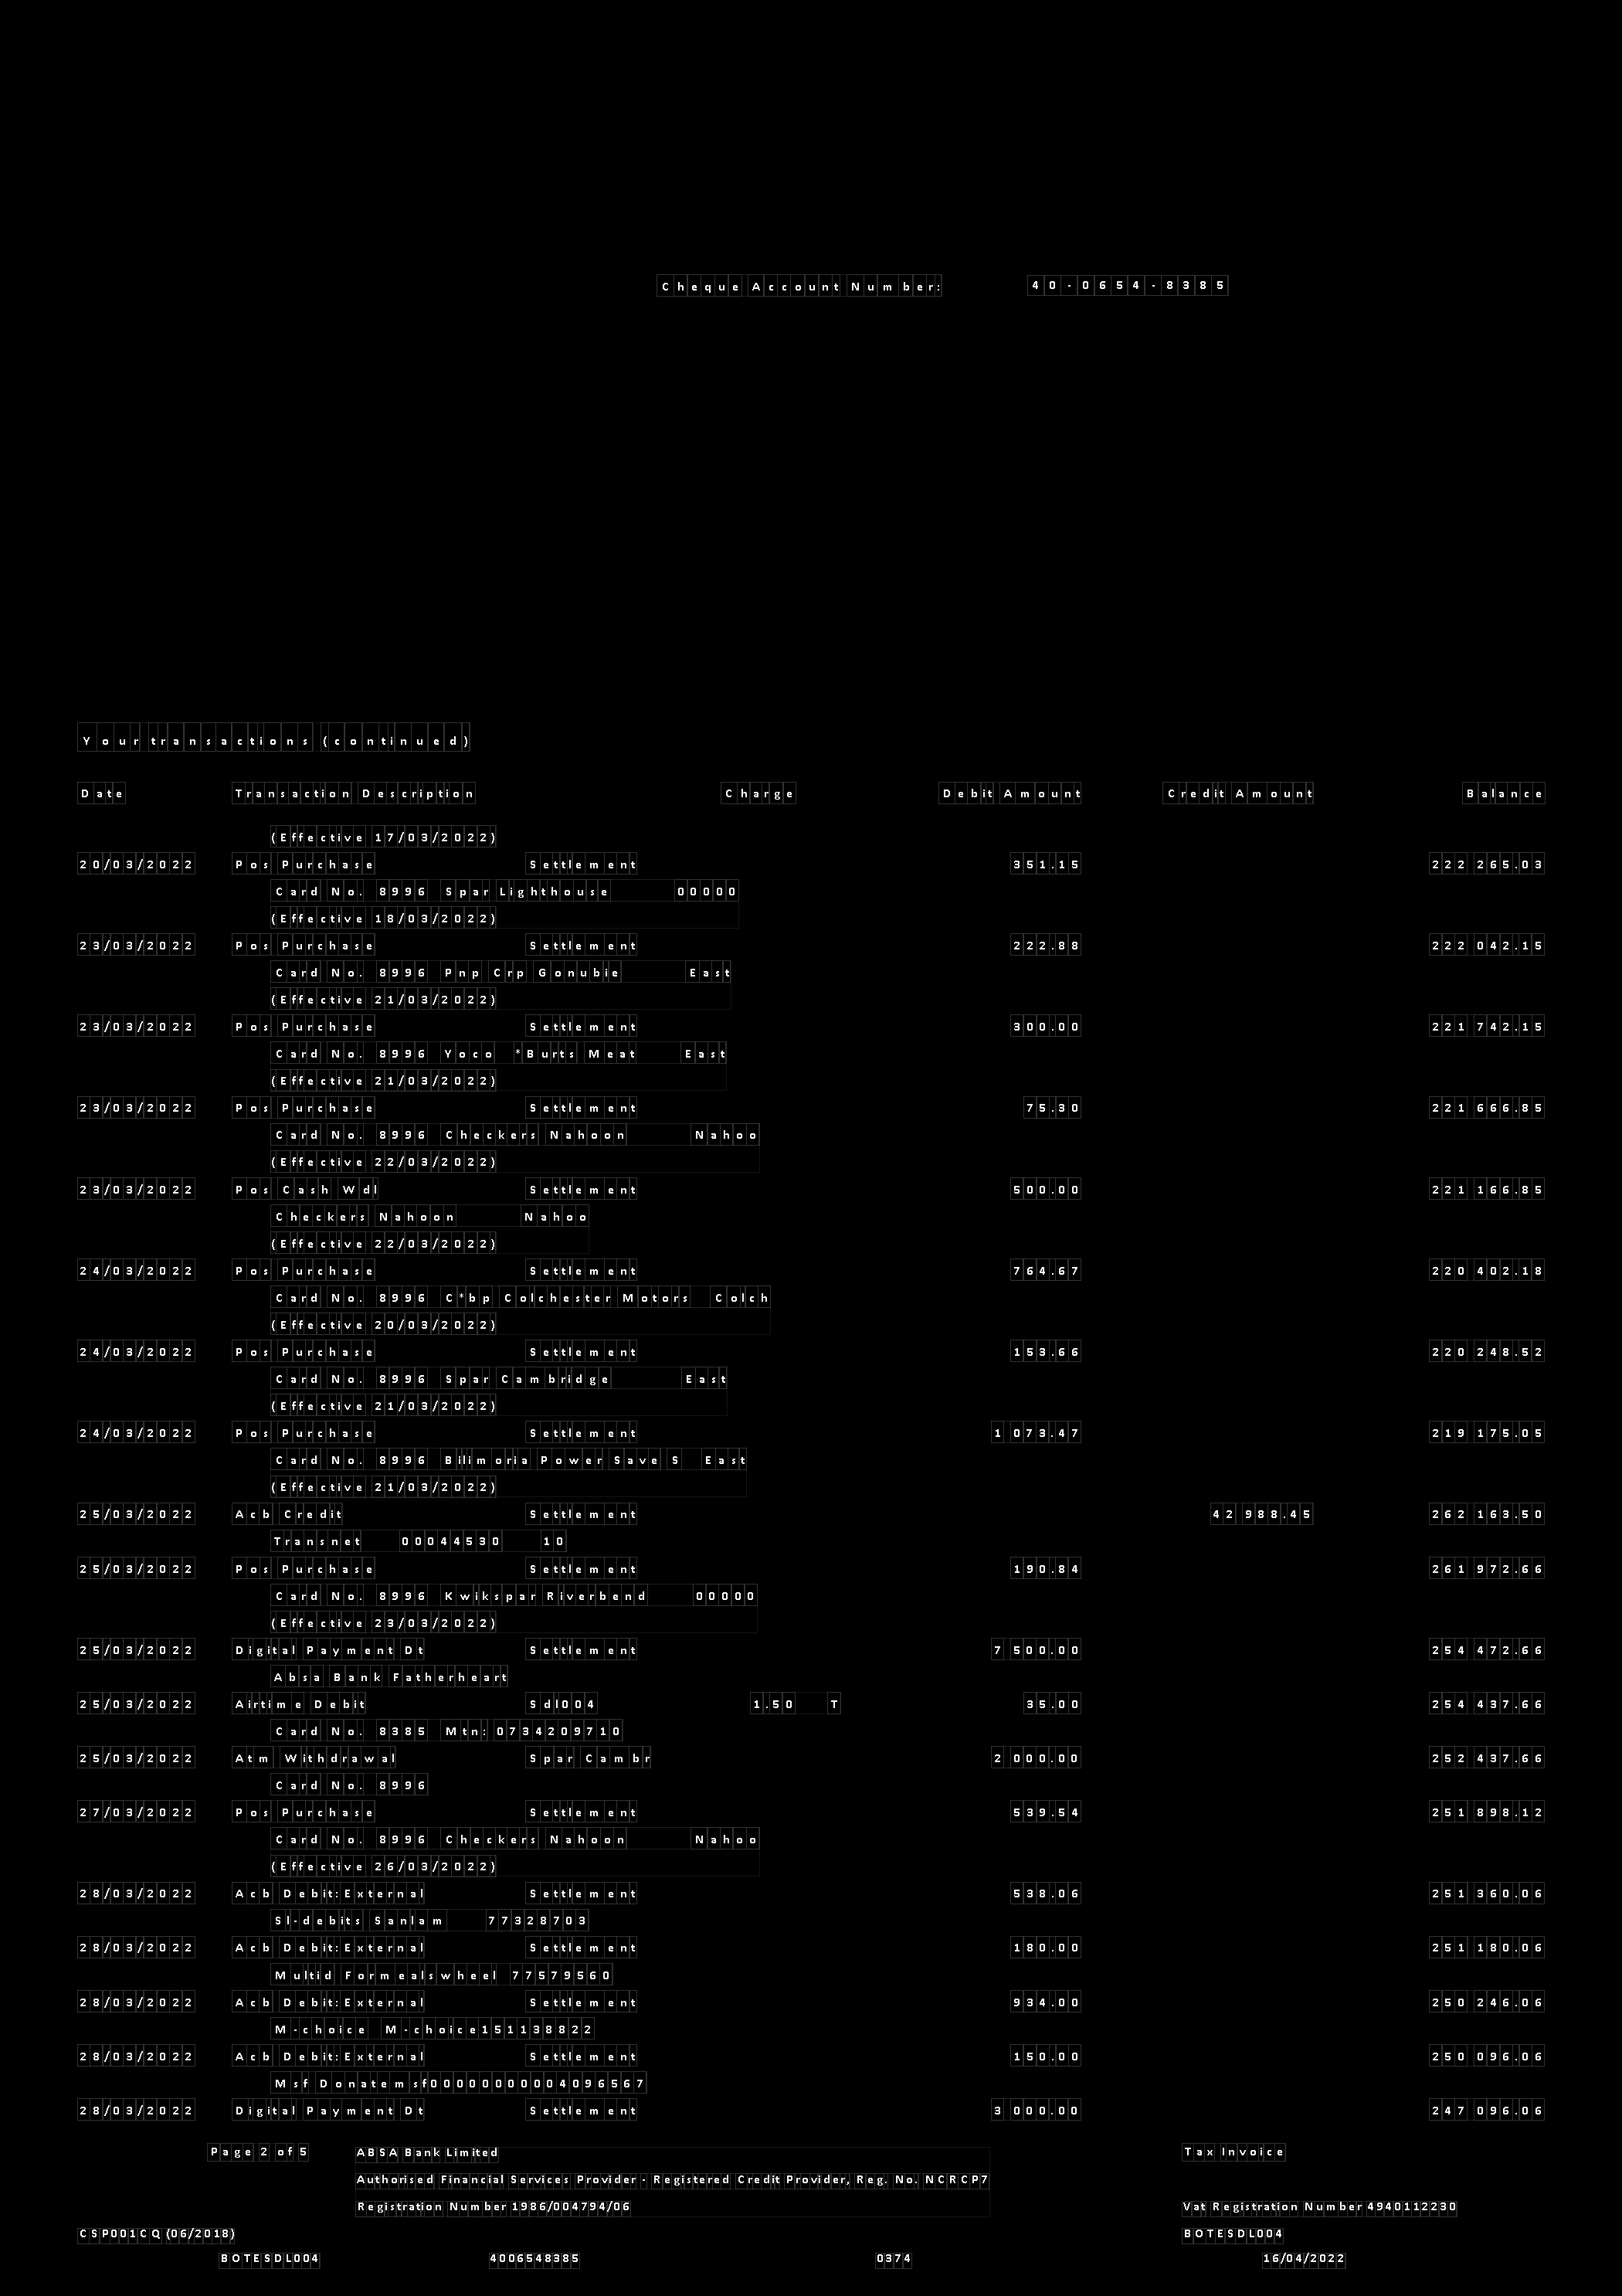 Cheque Account Number: 40-0654-8385
Your transactions (continued)
Date Transaction Description Charge Debit Amount Credit Amount Balance
(Effective 17/03/2022)
20/03/2022 Pos Purchase Settlement 351.15 222 265.03
Card No. 8996 Spar Lighthouse 00000
(Effective 18/03/2022)
23/03/2022 Pos Purchase Settlement 222.88 222 042.15
Card No. 8996 Pnp Crp Gonubie East
(Effective 21/03/2022)
23/03/2022 Pos Purchase Settlement 300.00 221 742.15
Card No. 8996 Yoco *Burts Meat East
(Effective 21/03/2022)
23/03/2022 Pos Purchase Settlement 75.30 221 666.85
Card No. 8996 Checkers Nahoon Nahoo
(Effective 22/03/2022)
23/03/2022 Pos Cash Wdl Settlement 500.00 221 166.85
Checkers Nahoon Nahoo
(Effective 22/03/2022)
24/03/2022 Pos Purchase Settlement 764.67 220 402.18
Card No. 8996 C*bp Colchester Motors Colch
(Effective 20/03/2022)
24/03/2022 Pos Purchase Settlement 153.66 220 248.52
Card No. 8996 Spar Cambridge East
(Effective 21/03/2022)
24/03/2022 Pos Purchase Settlement 1 073.47 219 175.05
Card No. 8996 Bilimoria Power Save S East
(Effective 21/03/2022)
25/03/2022 Acb Credit Settlement 42 988.45 262 163.50
Transnet 00044530 10
25/03/2022 Pos Purchase Settlement 190.84 261 972.66
Card No. 8996 Kwikspar Riverbend 00000
(Effective 23/03/2022)
25/03/2022 Digital Payment Dt Settlement 7 500.00 254 472.66
Absa Bank Fatherheart
25/03/2022 Airtime Debit Sdl004 1.50 T 35.00 254 437.66
Card No. 8385 Mtn: 0734209710
25/03/2022 Atm Withdrawal Spar Cambr 2 000.00 252 437.66
Card No. 8996
27/03/2022 Pos Purchase Settlement 539.54 251 898.12
Card No. 8996 Checkers Nahoon Nahoo
(Effective 26/03/2022)
28/03/2022 Acb Debit:External Settlement 538.06 251 360.06
Sl-debits Sanlam 77328703
28/03/2022 Acb Debit:External Settlement 180.00 251 180.06
Multid Formealswheel 77579560
28/03/2022 Acb Debit:External Settlement 934.00 250 246.06
M-choice M-choice151138822
28/03/2022 Acb Debit:External Settlement 150.00 250 096.06
Msf Donatemsf00000000004096567
28/03/2022 Digital Payment Dt Settlement 3 000.00 247 096.06
Page 2 of 5 ABSA Bank Limited Tax Invoice
Authorised Financial Services Provider - Registered Credit Provider, Reg. No. NCRCP7
Registration Number 1986/004794/06 Vat Registration Number 4940112230
CSP001CQ (06/2018) BOTESDL004
BOTESDL004 4006548385 0374 16/04/2022